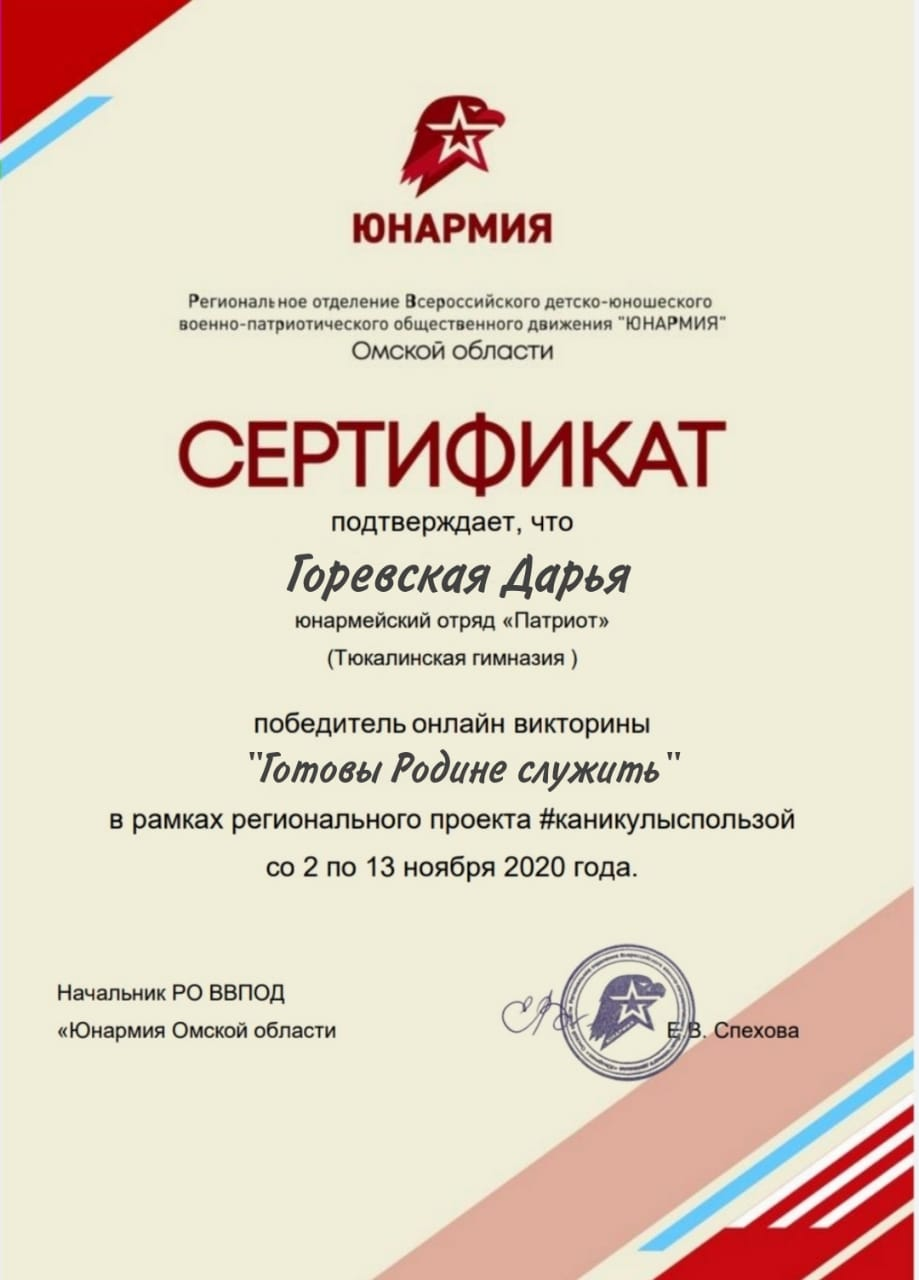 ЮНАРМИЯ
Региональное отделение Всероссийского детско-юношеского
военно-патриотического общественного движения "ЮНАРМИЯ"
Омской области
СЕРТИФИКАТ
подтверждает, что
Горевская Дарья
юнармейский отряд «Патриот»
(Тюкалинская гимназия )
победитель онлайн викторины
"Готовы Родине служить"
в рамках регионального проекта #каникулыспользой
со 2 по 13 ноября 2020 года.
Начальник РО ВВПОД
«Юнармия Омской области
Е.В. Спехова